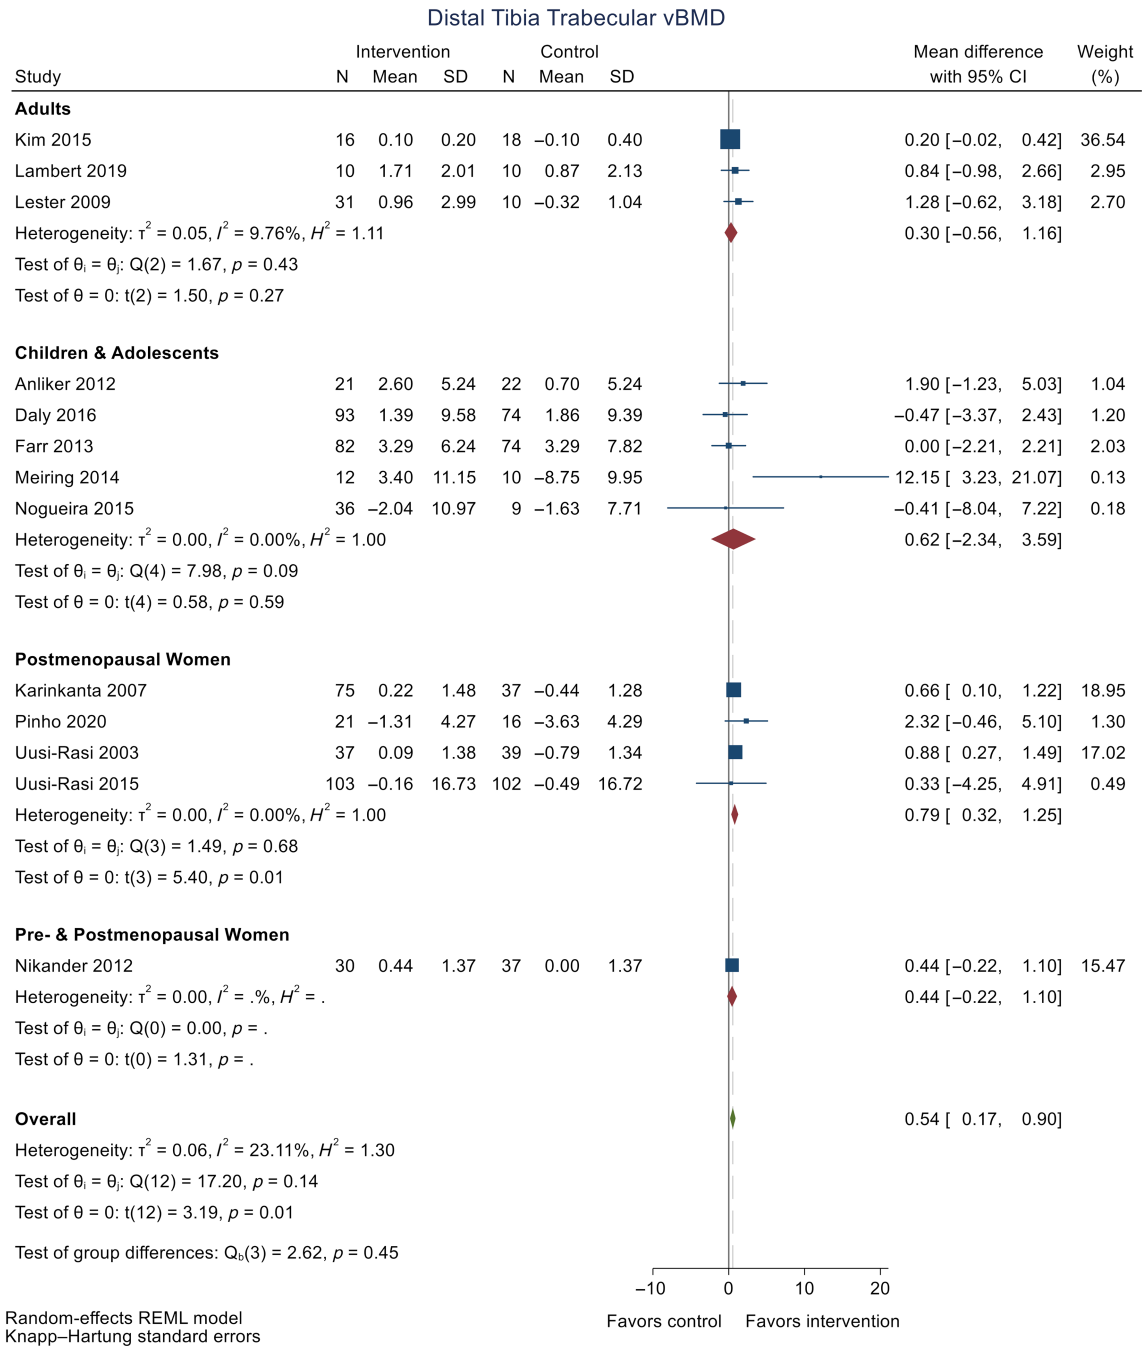 Distal Tibia Trabecular vBMD
Intervention Control Mean difference Weight
Study N Mean SD N Mean SD with 95% CI (%)
Adults
Kim 2015 16 0.10 0.20 18 −0.10 0.40 0.20 [−0.02, 0.42] 36.54
Lambert 2019 10 1.71 2.01 10 0.87 2.13 0.84 [−0.98, 2.66] 2.95
Lester 2009 31 0.96 2.99 10 −0.32 1.04 1.28 [−0.62, 3.18] 2.70
Heterogeneity: τ² = 0.05, I² = 9.76%, H² = 1.11 0.30 [−0.56, 1.16]
Test of θᵢ = θⱼ: Q(2) = 1.67, p = 0.43
Test of θ = 0: t(2) = 1.50, p = 0.27
Children & Adolescents
Anliker 2012 21 2.60 5.24 22 0.70 5.24 1.90 [−1.23, 5.03] 1.04
Daly 2016 93 1.39 9.58 74 1.86 9.39 −0.47 [−3.37, 2.43] 1.20
Farr 2013 82 3.29 6.24 74 3.29 7.82 0.00 [−2.21, 2.21] 2.03
Meiring 2014 12 3.40 11.15 10 −8.75 9.95 12.15 [ 3.23, 21.07] 0.13
Nogueira 2015 36 −2.04 10.97 9 −1.63 7.71 −0.41 [−8.04, 7.22] 0.18
Heterogeneity: τ² = 0.00, I² = 0.00%, H² = 1.00 0.62 [−2.34, 3.59]
Test of θᵢ = θⱼ: Q(4) = 7.98, p = 0.09
Test of θ = 0: t(4) = 0.58, p = 0.59
Postmenopausal Women
Karinkanta 2007 75 0.22 1.48 37 −0.44 1.28 0.66 [ 0.10, 1.22] 18.95
Pinho 2020 21 −1.31 4.27 16 −3.63 4.29 2.32 [−0.46, 5.10] 1.30
Uusi-Rasi 2003 37 0.09 1.38 39 −0.79 1.34 0.88 [ 0.27, 1.49] 17.02
Uusi-Rasi 2015 103 −0.16 16.73 102 −0.49 16.72 0.33 [−4.25, 4.91] 0.49
Heterogeneity: τ² = 0.00, I² = 0.00%, H² = 1.00 0.79 [ 0.32, 1.25]
Test of θᵢ = θⱼ: Q(3) = 1.49, p = 0.68
Test of θ = 0: t(3) = 5.40, p = 0.01
Pre- & Postmenopausal Women
Nikander 2012 30 0.44 1.37 37 0.00 1.37 0.44 [−0.22, 1.10] 15.47
Heterogeneity: τ² = 0.00, I² = .%, H² = . 0.44 [−0.22, 1.10]
Test of θᵢ = θⱼ: Q(0) = 0.00, p = .
Test of θ = 0: t(0) = 1.31, p = .
Overall 0.54 [ 0.17, 0.90]
Heterogeneity: τ² = 0.06, I² = 23.11%, H² = 1.30
Test of θᵢ = θⱼ: Q(12) = 17.20, p = 0.14
Test of θ = 0: t(12) = 3.19, p = 0.01
Test of group differences: Q_b(3) = 2.62, p = 0.45
−10 0 10 20
Favors control Favors intervention
Random-effects REML model
Knapp–Hartung standard errors